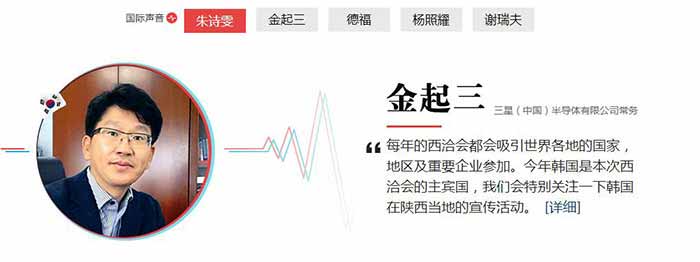 国际声音
朱诗雯
金起三
德福
杨照耀
谢瑞夫
金起三 三星（中国）半导体有限公司常务
“每年的西洽会都会吸引世界各地的国家，
地区及重要企业参加。今年韩国是本次西
洽会的主宾国，我们会特别关注一下韩国
在陕西当地的宣传活动。 [详细]